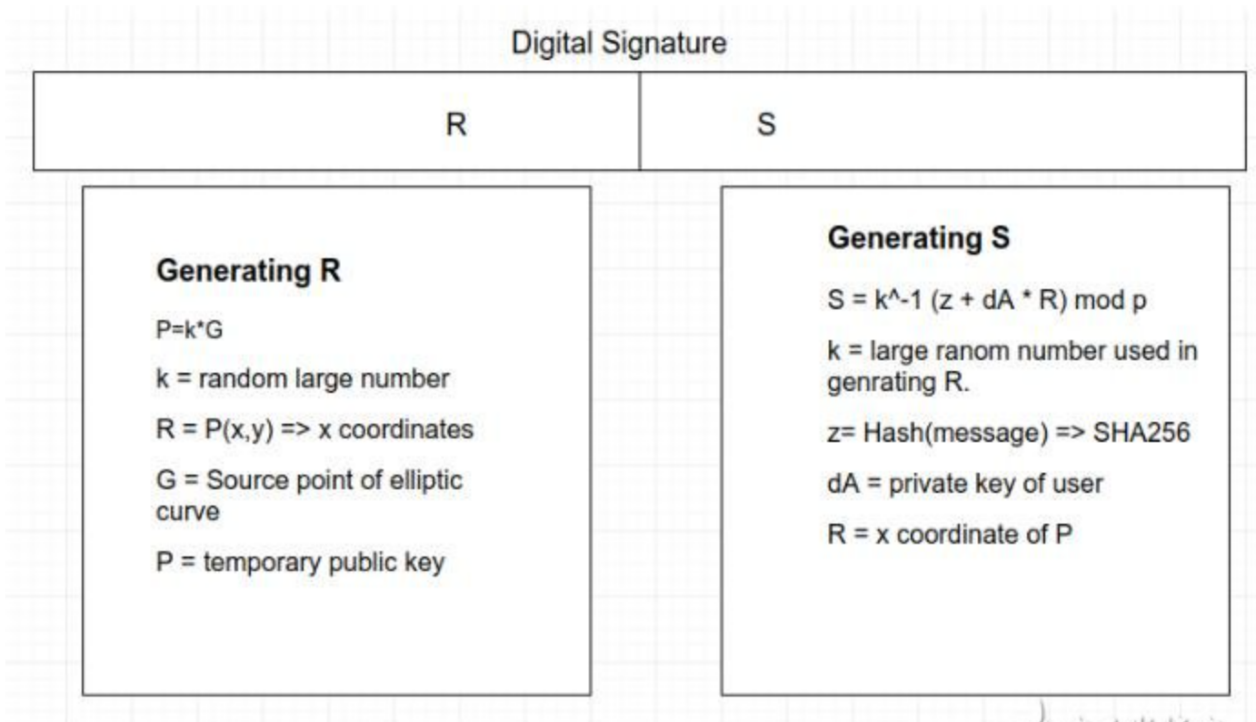 Digital Signature
R
S
Generating R
P=k*G
k = random large number
R = P(x,y) => x coordinates
G = Source point of elliptic
curve
P = temporary public key
Generating S
S = k^-1 (z + dA * R) mod p
k = large ranom number used in
genrating R.
z= Hash(message) => SHA256
dA = private key of user
R = x coordinate of P